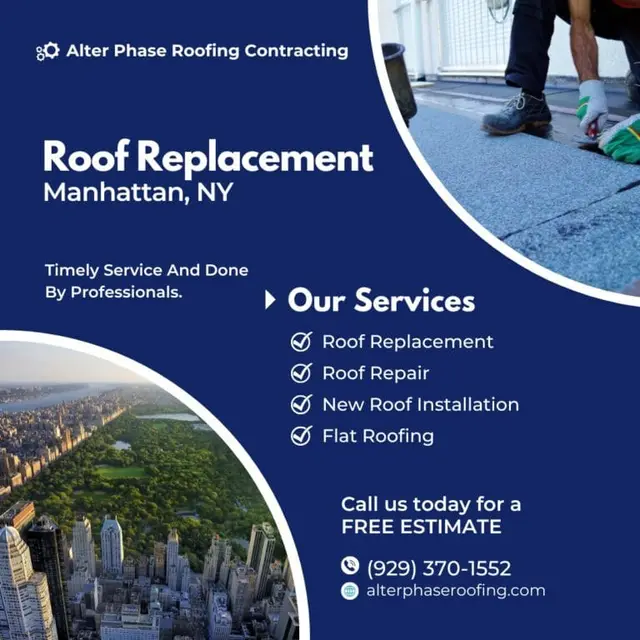 Alter Phase Roofing Contracting
Roof Replacement
Manhattan, NY
Timely Service And Done
By Professionals.
Our Services
Roof Replacement
Roof Repair
New Roof Installation
Flat Roofing
Call us today for a
FREE ESTIMATE
(929) 370-1552
alterphaseroofing.com